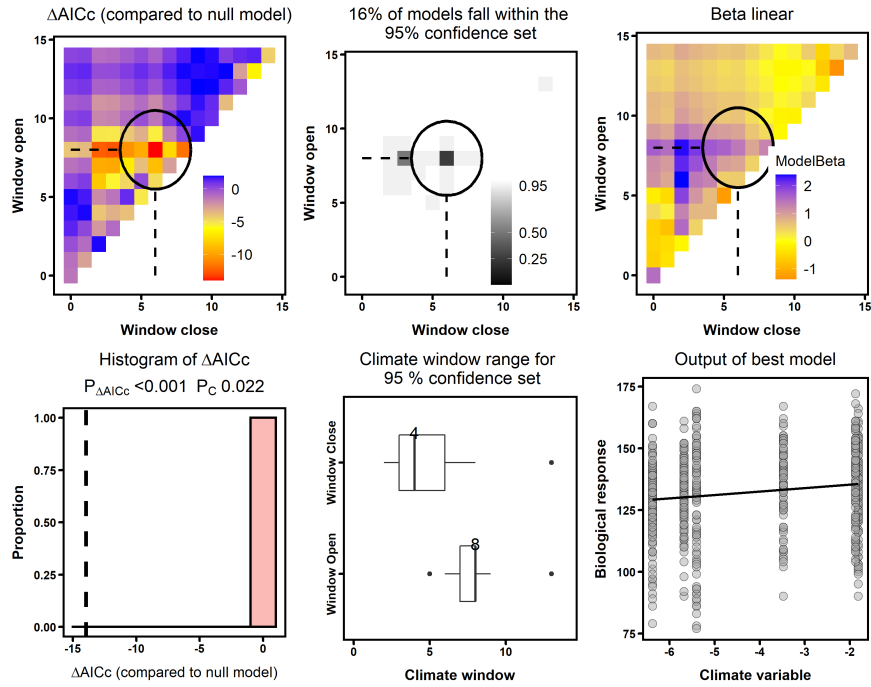 ΔAICc (compared to null model)
15
10
5
0
Window open
0
5
10
15
Window close
0
-5
-10
16% of models fall within the
95% confidence set
15
10
5
0
Window open
0
5
10
15
Window close
0.95
0.50
0.25
Beta linear
15
10
5
0
Window open
0
5
10
15
Window close
ModelBeta
2
1
0
-1
Histogram of ΔAICc
PΔAICc <0.001 PC 0.022
1.00
0.75
0.50
0.25
0.00
Proportion
-15
-10
-5
0
ΔAICc (compared to null model)
Climate window range for
95 % confidence set
Window Close
4
Window Open
8
0
5
10
Climate window
Output of best model
175
150
125
100
75
Biological response
-6
-5
-4
-3
-2
Climate variable